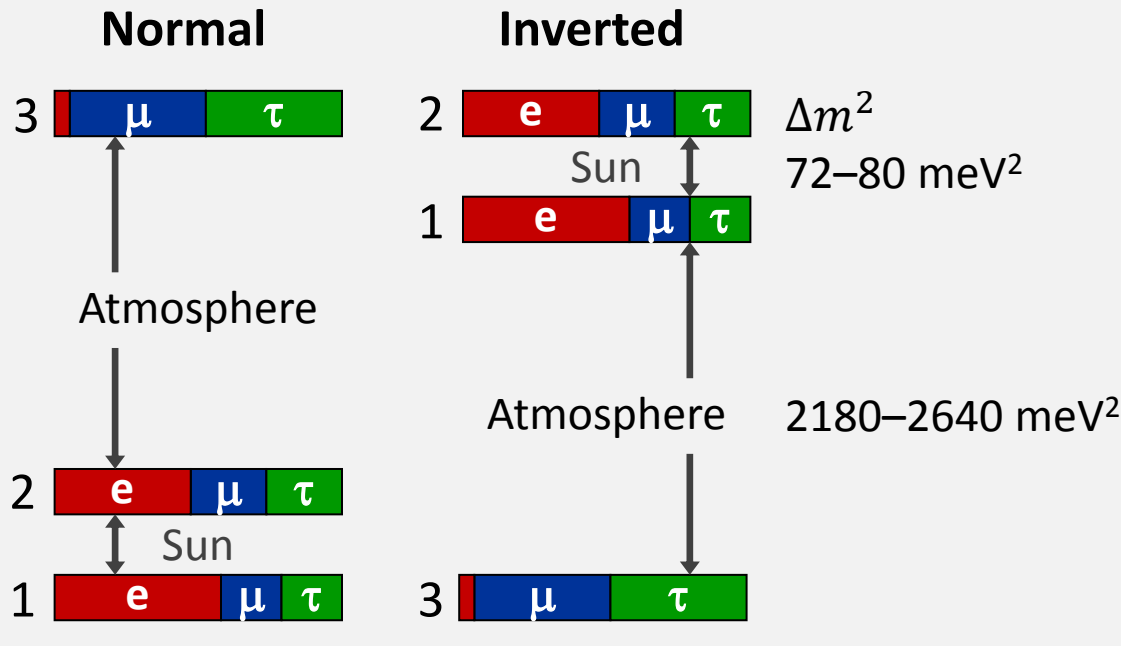 Normal Inverted
3 μ τ
2 e μ τ
Δm²
Sun
72–80 meV²
1 e μ τ
Atmosphere
Atmosphere
2180–2640 meV²
2 e μ τ
Sun
1 e μ τ
3 μ τ